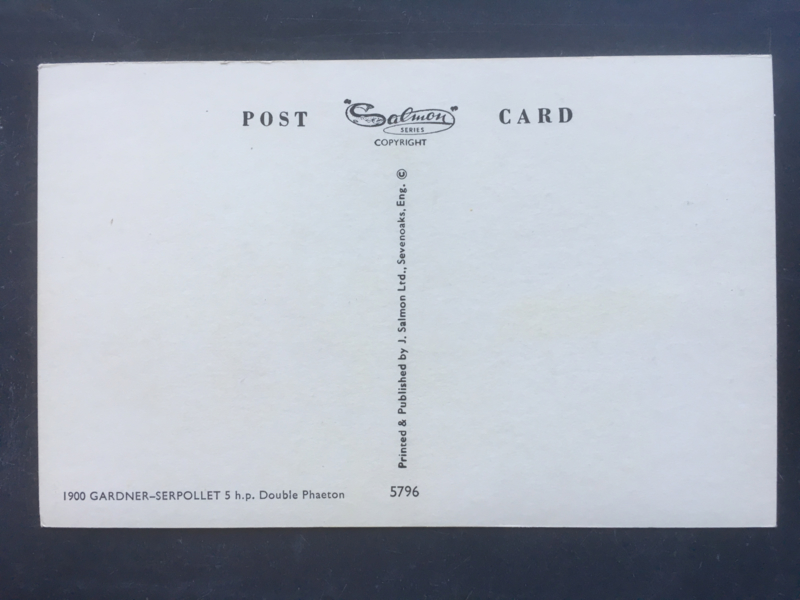 POST "Salmon" CARD
SERIES
COPYRIGHT
Printed & Published by J. Salmon Ltd., Sevenoaks, Eng. ©
1900 GARDNER–SERPOLLET 5 h.p. Double Phaeton 5796